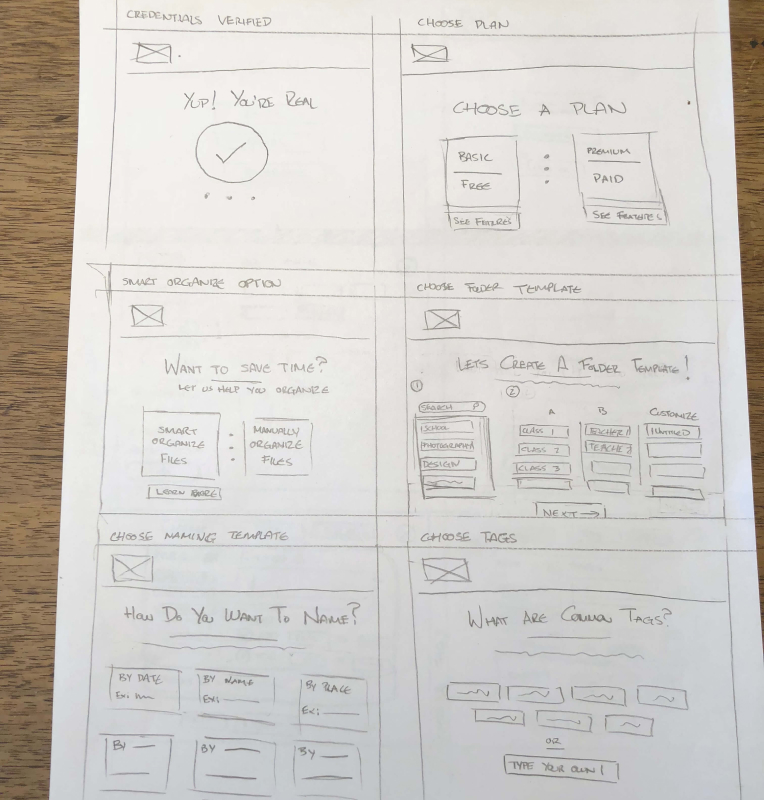 CREDENTIALS VERIFIED
YUP! YOU'RE REAL
CHOOSE PLAN
CHOOSE A PLAN
BASIC
FREE
SEE FEATURES
PREMIUM
PAID
SEE FEATURES
SMART ORGANIZE OPTION
WANT TO SAVE TIME?
LET US HELP YOU ORGANIZE
SMART
ORGANIZE
FILES
LEARN MORE
MANUALLY
ORGANIZE
FILES
CHOOSE FOLDER TEMPLATE
LETS CREATE A FOLDER TEMPLATE!
1
SEARCH
SCHOOL
PHOTOGRAPHY
DESIGN
2
A
CLASS 1
CLASS 2
CLASS 3
B
TEACHER 1
TEACHER 2
CUSTOMIZE
UNTITLED
NEXT →
CHOOSE NAMING TEMPLATE
HOW DO YOU WANT TO NAME?
BY DATE
EX:
BY NAME
EX:
BY PLACE
EX:
BY
BY
BY
CHOOSE TAGS
WHAT ARE COMMON TAGS?
OR
TYPE YOUR OWN!